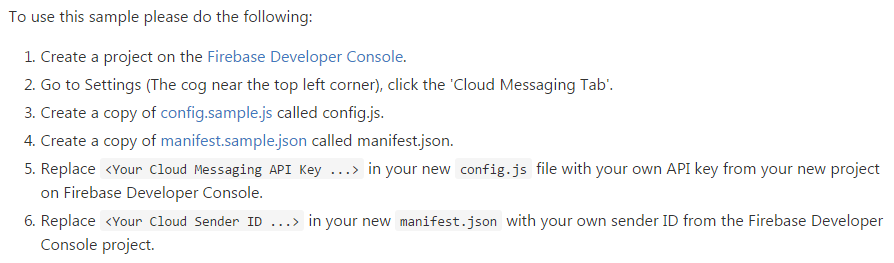 To use this sample please do the following:
1. Create a project on the Firebase Developer Console.
2. Go to Settings (The cog near the top left corner), click the 'Cloud Messaging Tab'.
3. Create a copy of config.sample.js called config.js.
4. Create a copy of manifest.sample.json called manifest.json.
5. Replace <Your Cloud Messaging API Key ...> in your new config.js file with your own API key from your new project
on Firebase Developer Console.
6. Replace <Your Cloud Sender ID ...> in your new manifest.json with your own sender ID from the Firebase Developer
Console project.